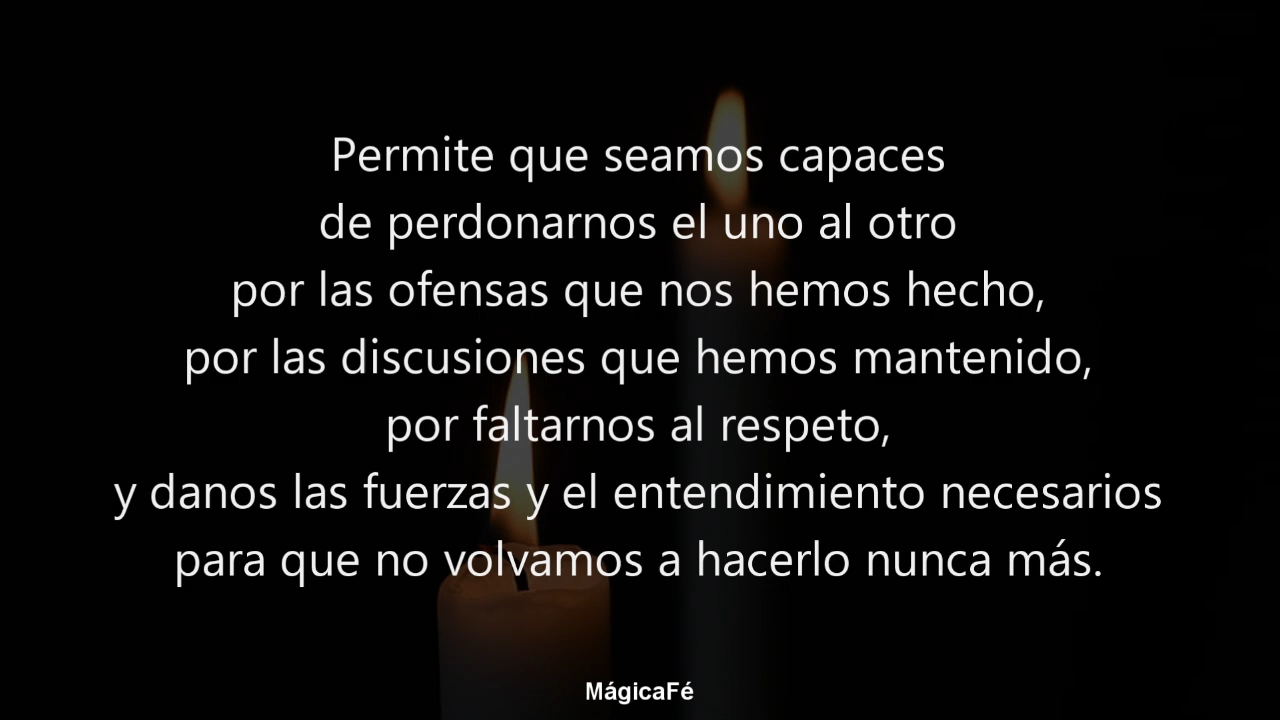 Permite que seamos capaces
de perdonarnos el uno al otro
por las ofensas que nos hemos hecho,
por las discusiones que hemos mantenido,
por faltarnos al respeto,
y danos las fuerzas y el entendimiento necesarios
para que no volvamos a hacerlo nunca más.
MágicaFé